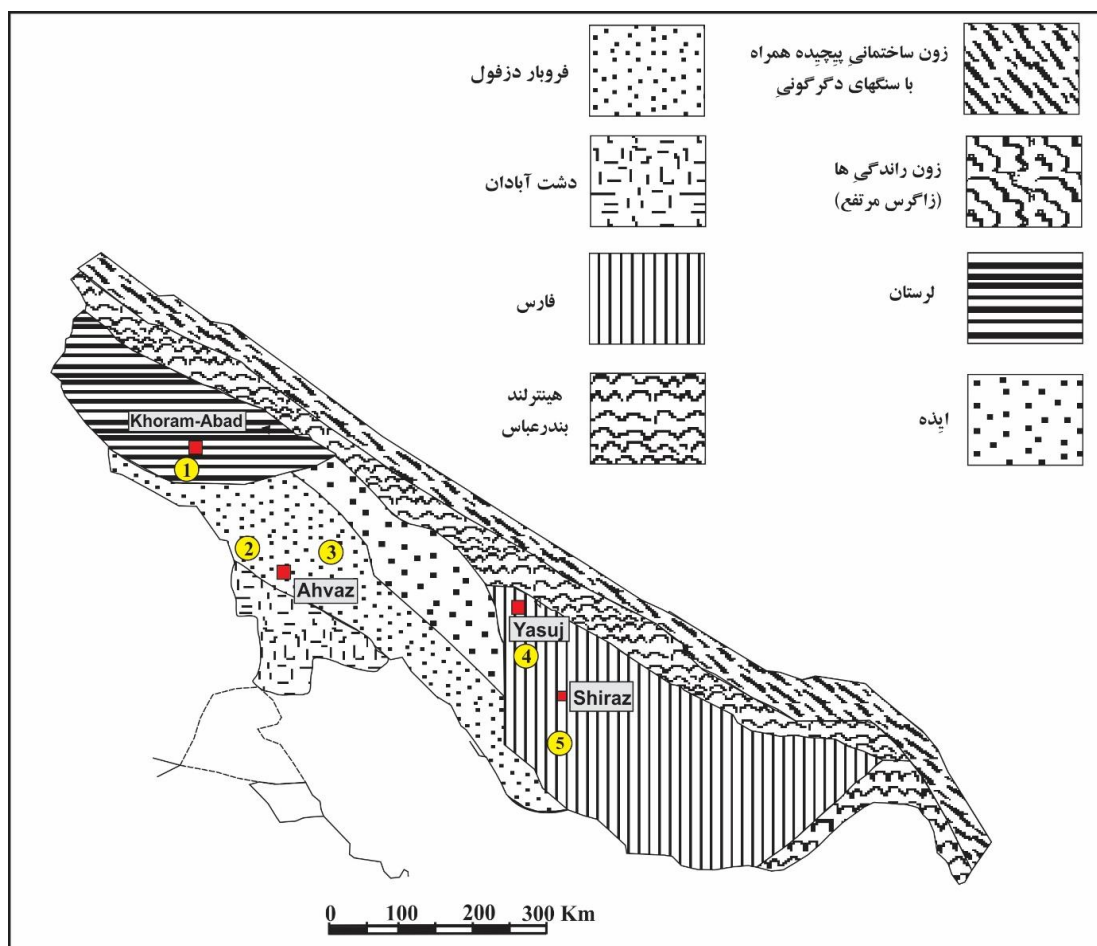 زون ساختمانیِ پیچیده همراه
با سنگهای دگرگونیِ
فروبار دزفول
زون راندگیِ ها
(زاگرس مرتفع)
دشت آبادان
لرستان
فارس
ایذه
هینترلند
بندرعباس
Khoram-Abad
1
2
3
Ahvaz
Yasuj
4
Shiraz
5
0 100 200 300 Km